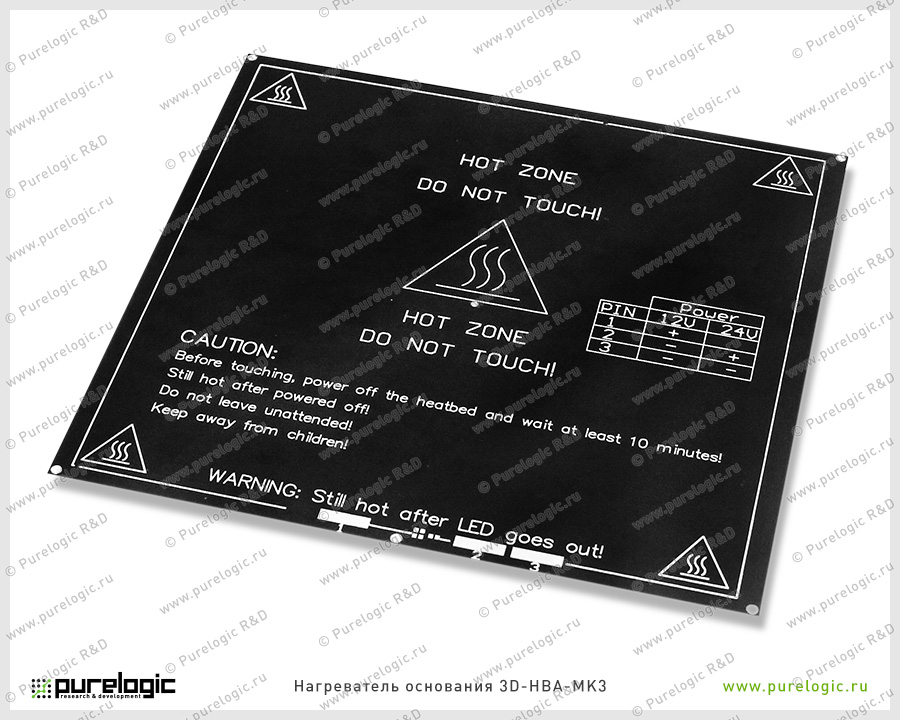 HOT ZONE
DO NOT TOUCH!
HOT ZONE
DO NOT TOUCH!
PIN Power
12V 24V
1 + 
2 − +
3 − −
CAUTION:
Before touching, power off the heatbed and wait at least 10 minutes!
Still hot after powered off!
Do not leave unattended!
Keep away from children!
WARNING: Still hot after LED goes out!
1
2
3
purelogic
research & development
Нагреватель основания 3D-HBA-MK3
www.purelogic.ru
© Purelogic R&D
www.purelogic.ru